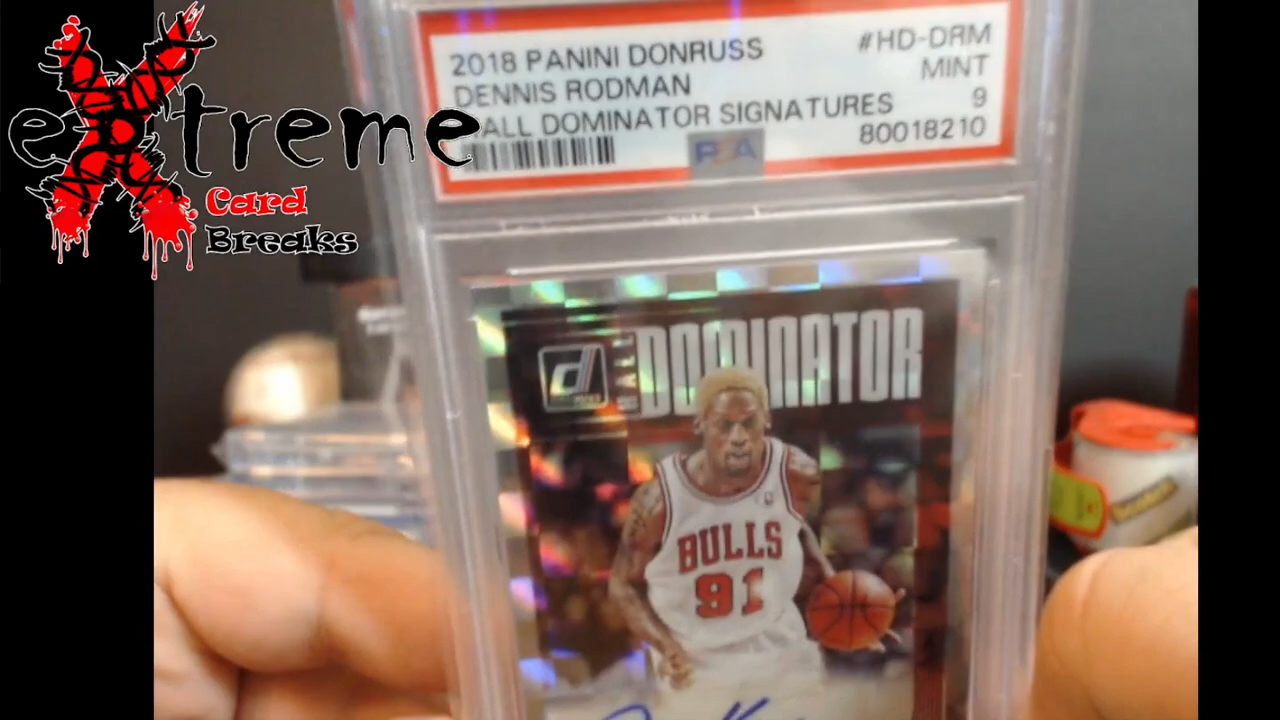 extreme
Card
Breaks
2018 PANINI DONRUSS #HD-DRM
DENNIS RODMAN MINT
ALL DOMINATOR SIGNATURES 9
PSA 80018210
d
DOMINATOR
BULLS
91